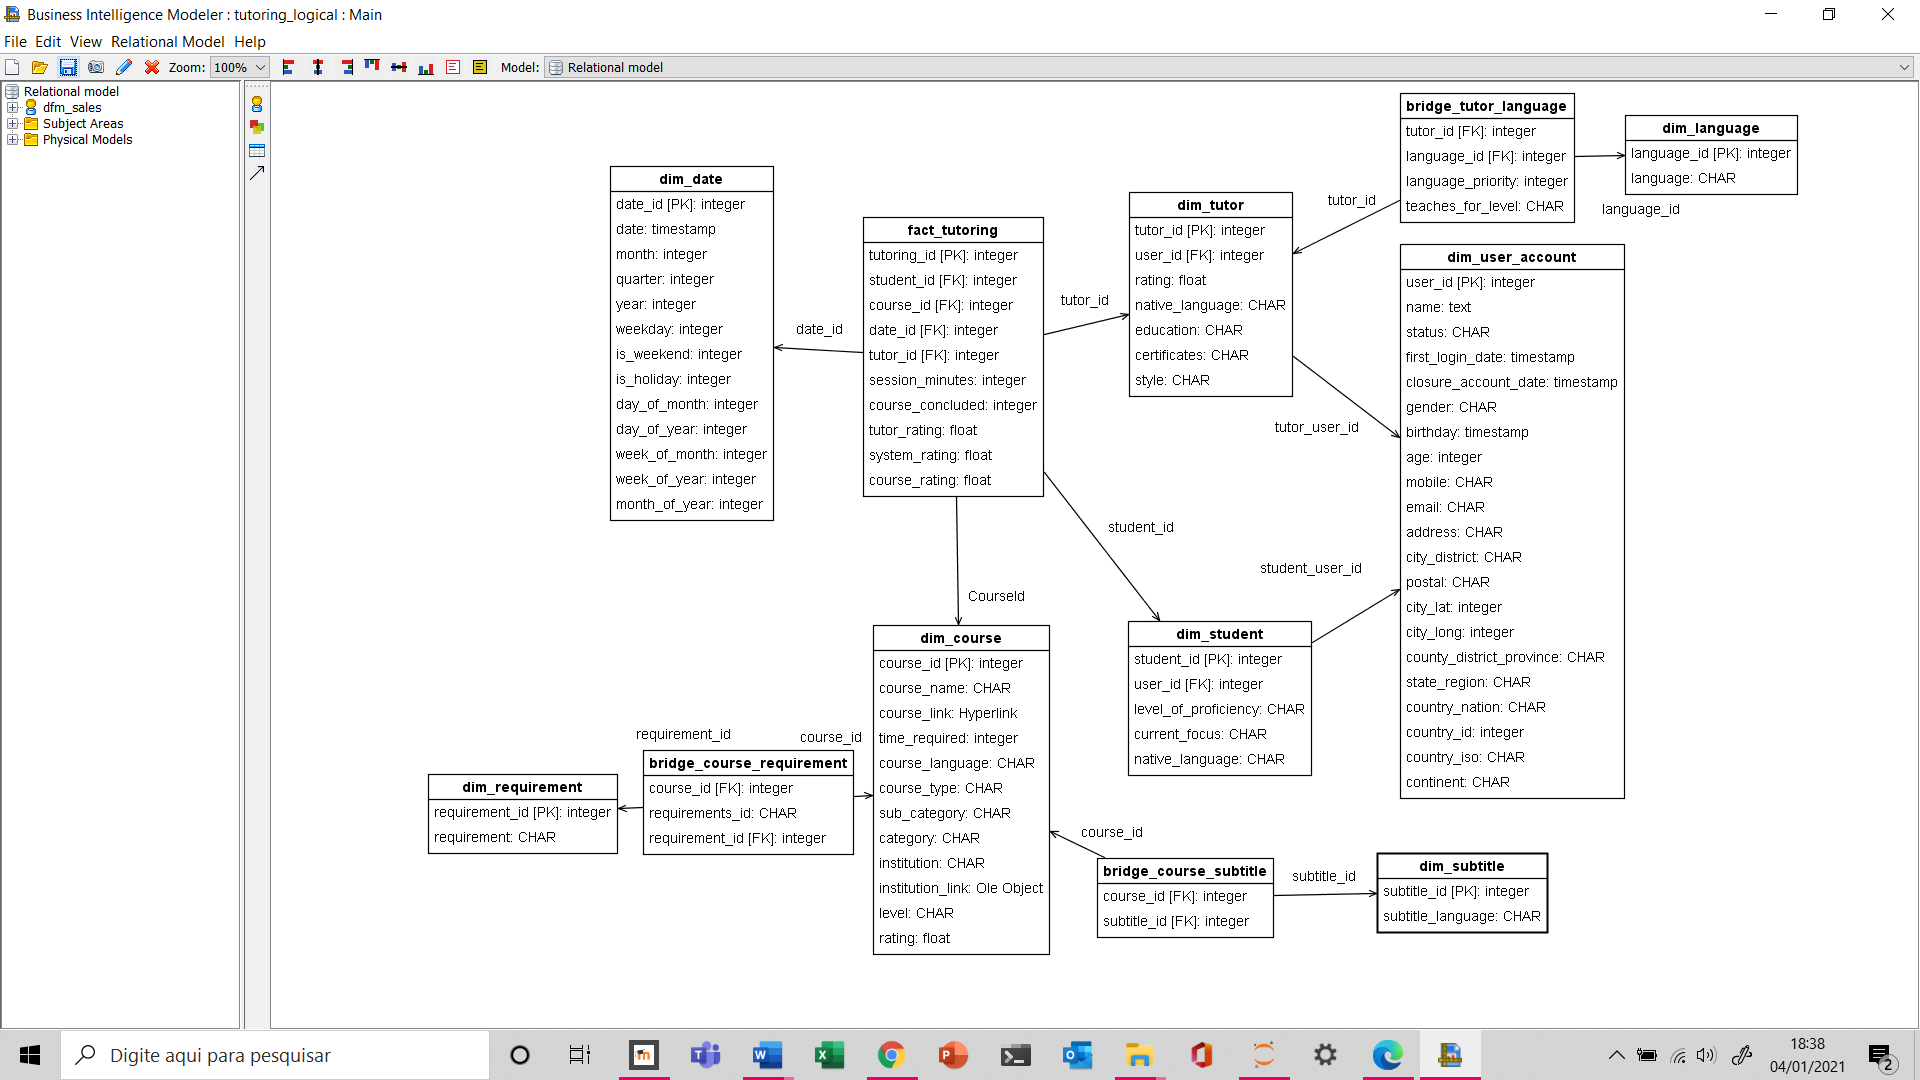 Business Intelligence Modeler : tutoring_logical : Main
File Edit View Relational Model Help
Zoom: 100% Model: Relational model
Relational model
dfm_sales
Subject Areas
Physical Models
dim_date
date_id [PK]: integer
date: timestamp
month: integer
quarter: integer
year: integer
weekday: integer
is_weekend: integer
is_holiday: integer
day_of_month: integer
day_of_year: integer
week_of_month: integer
week_of_year: integer
month_of_year: integer
date_id
fact_tutoring
tutoring_id [PK]: integer
student_id [FK]: integer
course_id [FK]: integer
date_id [FK]: integer
tutor_id [FK]: integer
session_minutes: integer
course_concluded: integer
tutor_rating: float
system_rating: float
course_rating: float
tutor_id
dim_tutor
tutor_id [PK]: integer
user_id [FK]: integer
rating: float
native_language: CHAR
education: CHAR
certificates: CHAR
style: CHAR
tutor_id
bridge_tutor_language
tutor_id [FK]: integer
language_id [FK]: integer
language_priority: integer
teaches_for_level: CHAR
dim_language
language_id [PK]: integer
language: CHAR
language_id
dim_user_account
user_id [PK]: integer
name: text
status: CHAR
first_login_date: timestamp
closure_account_date: timestamp
gender: CHAR
birthday: timestamp
age: integer
mobile: CHAR
email: CHAR
address: CHAR
city_district: CHAR
postal: CHAR
city_lat: integer
city_long: integer
county_district_province: CHAR
state_region: CHAR
country_nation: CHAR
country_id: integer
country_iso: CHAR
continent: CHAR
tutor_user_id
student_id
student_user_id
CourseId
dim_course
course_id [PK]: integer
course_name: CHAR
course_link: Hyperlink
time_required: integer
course_language: CHAR
course_type: CHAR
sub_category: CHAR
category: CHAR
institution: CHAR
institution_link: Ole Object
level: CHAR
rating: float
dim_student
student_id [PK]: integer
user_id [FK]: integer
level_of_proficiency: CHAR
current_focus: CHAR
native_language: CHAR
requirement_id
course_id
bridge_course_requirement
course_id [FK]: integer
requirements_id: CHAR
requirement_id [FK]: integer
dim_requirement
requirement_id [PK]: integer
requirement: CHAR
course_id
bridge_course_subtitle
course_id [FK]: integer
subtitle_id [FK]: integer
subtitle_id
dim_subtitle
subtitle_id [PK]: integer
subtitle_language: CHAR
Digite aqui para pesquisar
18:38
04/01/2021
2